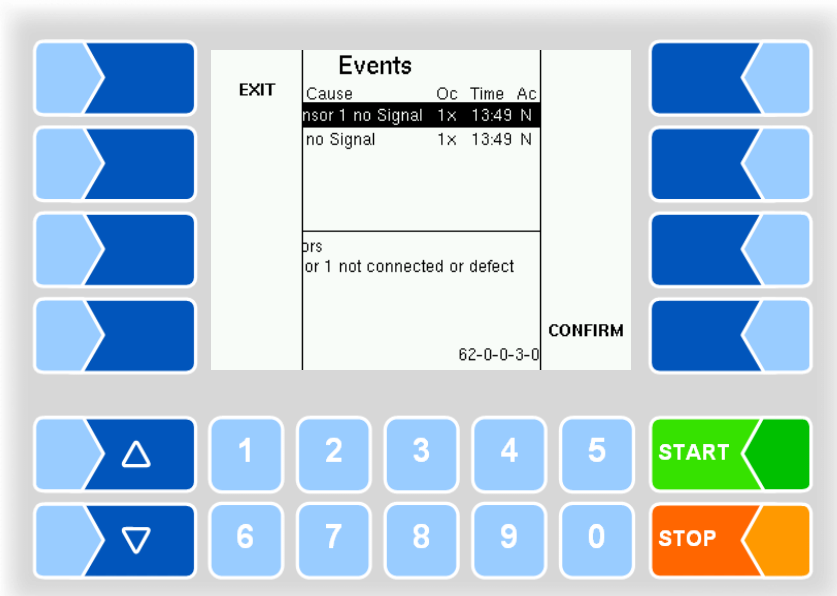 Events
EXIT
Cause Oc Time Ac
nsor 1 no Signal 1x 13:49 N
no Signal 1x 13:49 N
ors
or 1 not connected or defect
CONFIRM
62-0-0-3-0
1 2 3 4 5 START
6 7 8 9 0 STOP